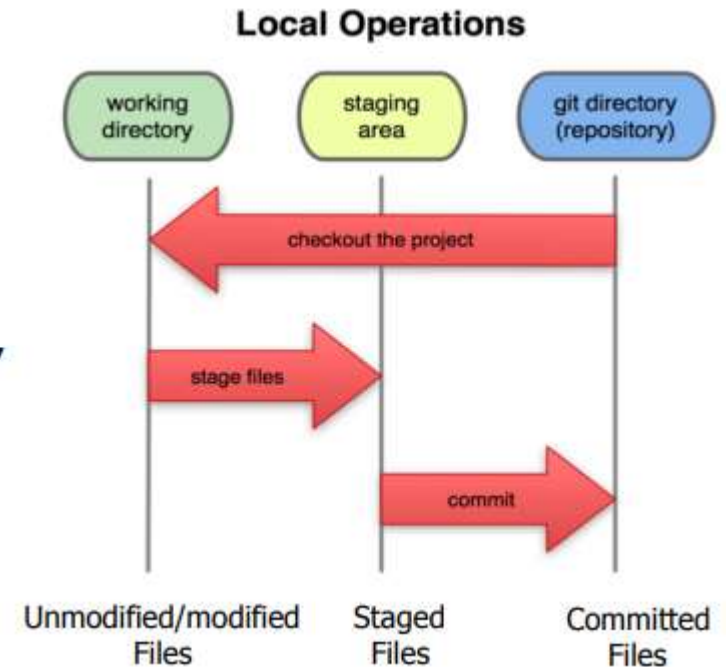 Local Operations
working
directory
staging
area
git directory
(repository)
checkout the project
stage files
commit
Unmodified/modified
Files
Staged
Files
Committed
Files